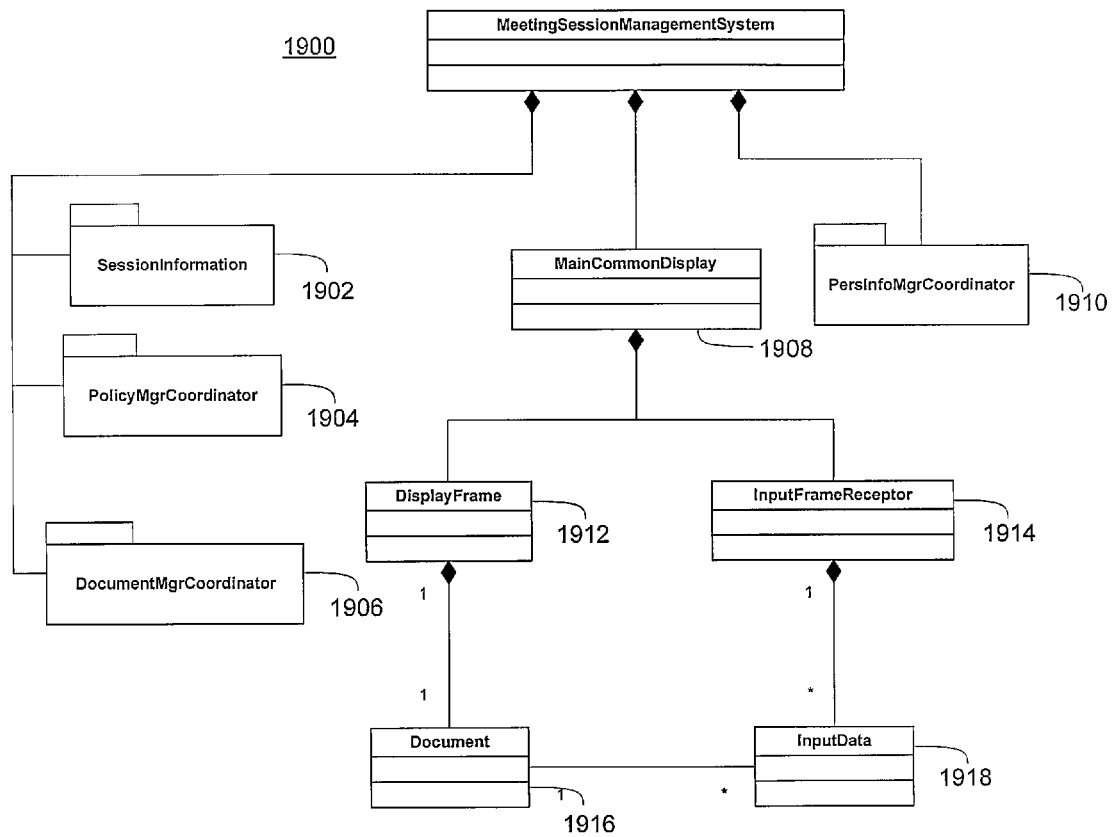 MeetingSessionManagementSystem
1900
SessionInformation
1902
MainCommonDisplay
1908
PersInfoMgrCoordinator
1910
PolicyMgrCoordinator
1904
DisplayFrame
1912
InputFrameReceptor
1914
DocumentMgrCoordinator
1906
1
1
1
*
Document
1916
InputData
1918
1
*